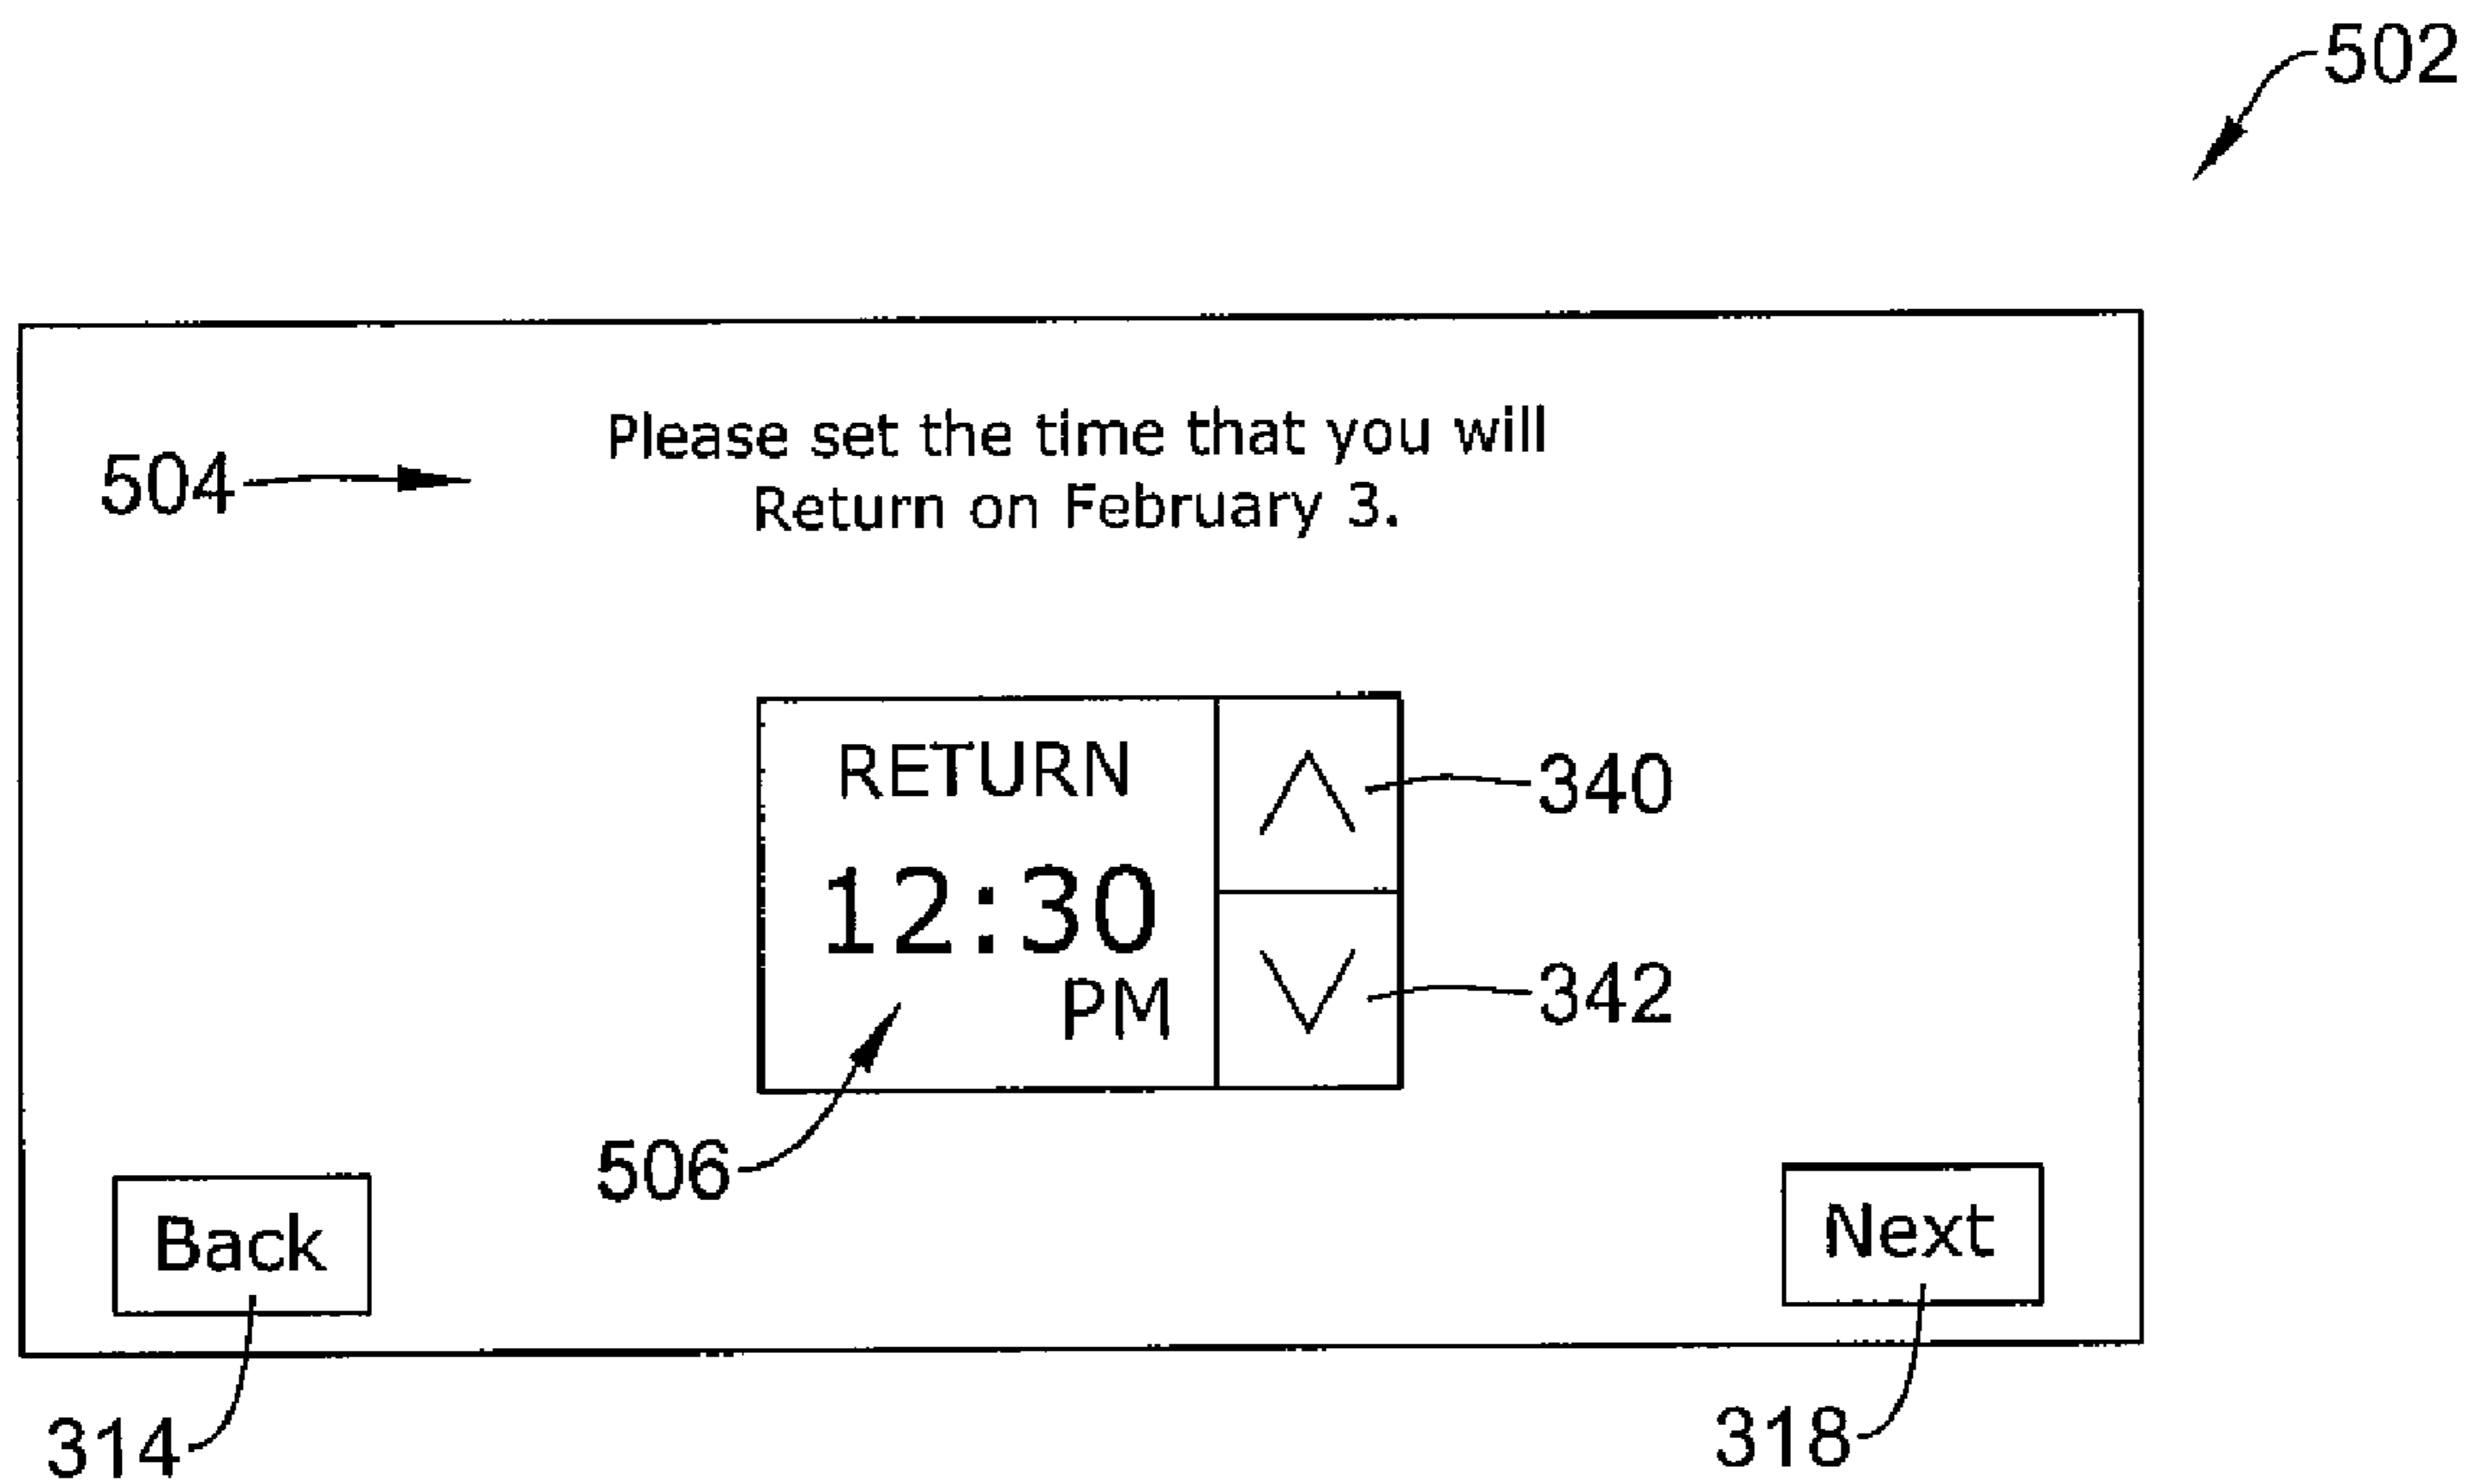 502
504
Please set the time that you will
Return on February 3.
RETURN
12:30
PM
340
342
506
Back
Next
314
318